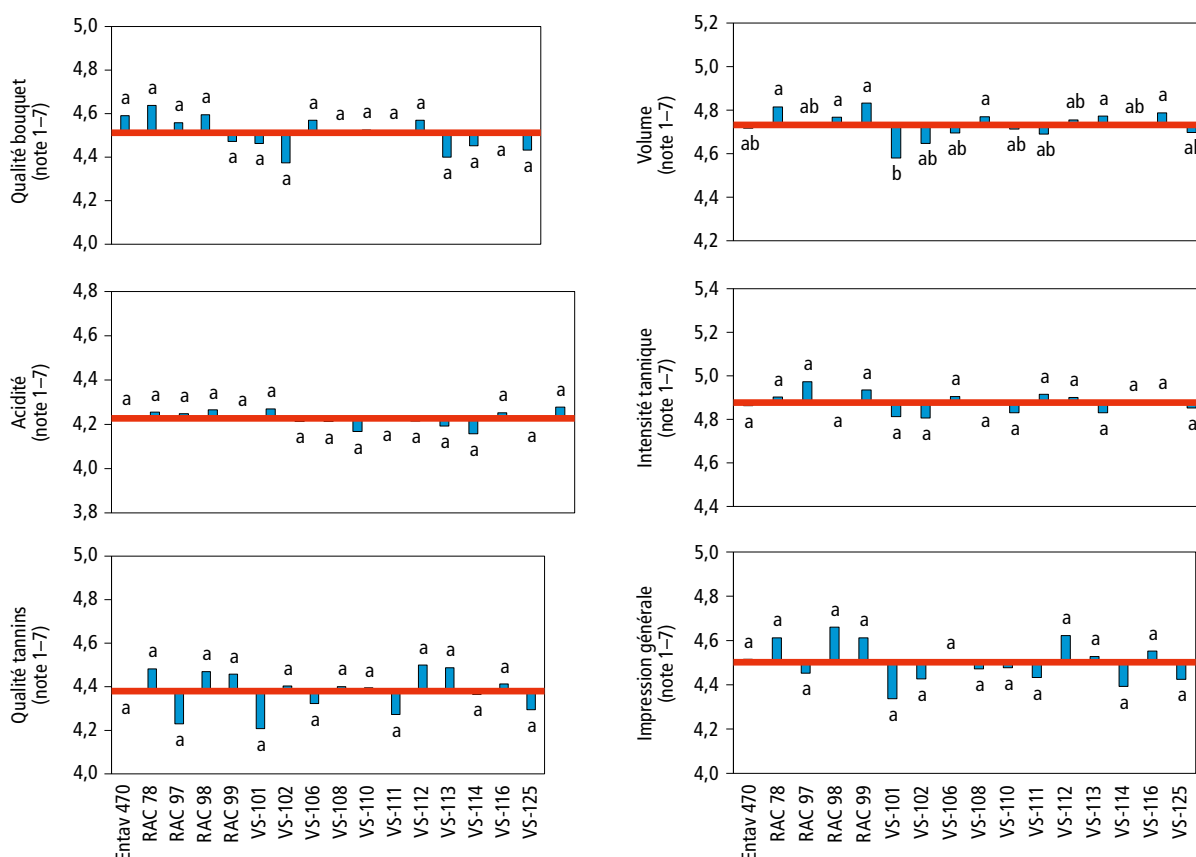 Qualité bouquet
(note 1–7)
5,0
4,8
4,6
4,4
4,2
4,0
a a a a a a a a a a a a a a a a
Volume
(note 1–7)
5,2
5,0
4,8
4,6
4,4
4,2
ab a ab a a b ab ab a ab ab ab a ab a ab
Acidité
(note 1–7)
4,8
4,6
4,4
4,2
4,0
3,8
a a a a a a a a a a a a a a a a
Intensité tannique
(note 1–7)
5,4
5,2
5,0
4,8
4,6
4,4
a a a a a a a a a a a a a a a a
Qualité tannins
(note 1–7)
5,0
4,8
4,6
4,4
4,2
4,0
a a a a a a a a a a a a a a a
Entav 470
RAC 78
RAC 97
RAC 98
RAC 99
VS-101
VS-102
VS-106
VS-108
VS-110
VS-111
VS-112
VS-113
VS-114
VS-116
VS-125
Impression générale
(note 1–7)
5,0
4,8
4,6
4,4
4,2
4,0
a a a a a a a a a a a a a a a a
Entav 470
RAC 78
RAC 97
RAC 98
RAC 99
VS-101
VS-102
VS-106
VS-108
VS-110
VS-111
VS-112
VS-113
VS-114
VS-116
VS-125